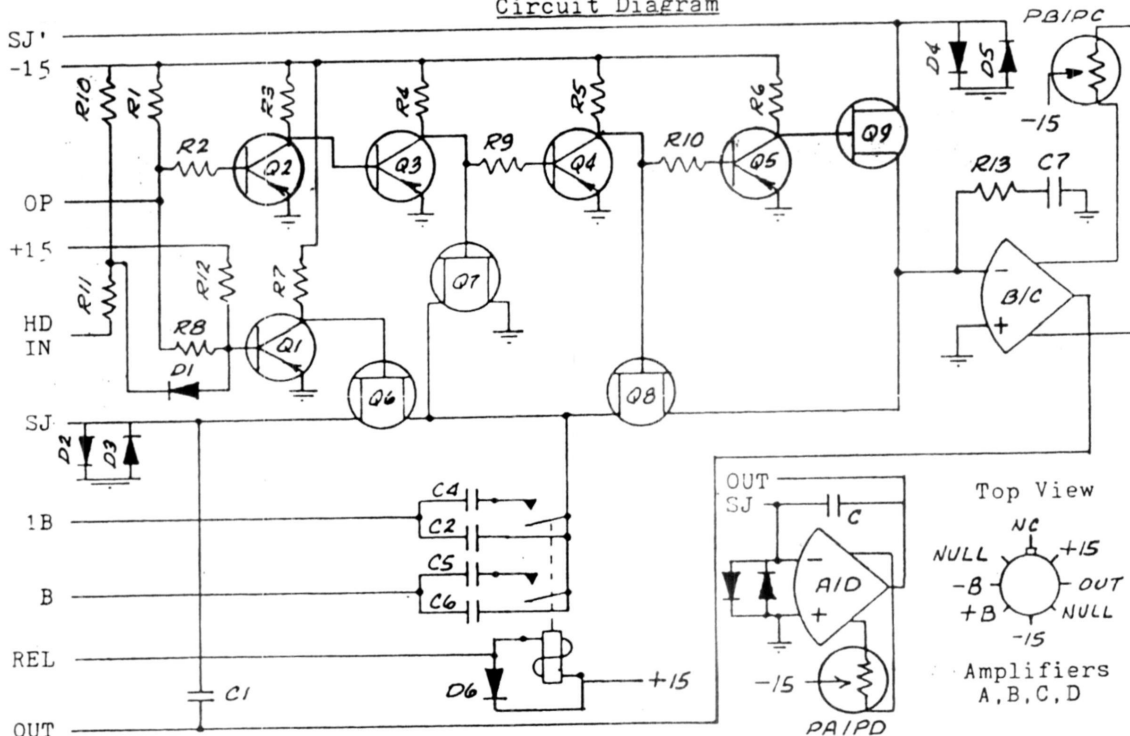 Circuit Diagram
PB/PC
SJ'
-15
R10
R1
R3
R4
R5
R6
D4
D5
-15
R2
Q2
Q3
R9
Q4
R10
Q5
Q9
R13
C7
OP
+15
R12
R7
Q7
R11
HD
IN
R8
Q1
D1
Q6
Q8
B/C
-
+
SJ
D2
D3
C4
1B
C2
C5
B
C6
OUT
SJ
C
Top View
NC
NULL
+15
-B
OUT
+B
NULL
-15
A/D
-
+
REL
D6
+15
-15
Amplifiers
A,B,C,D
C1
OUT
PA/PD